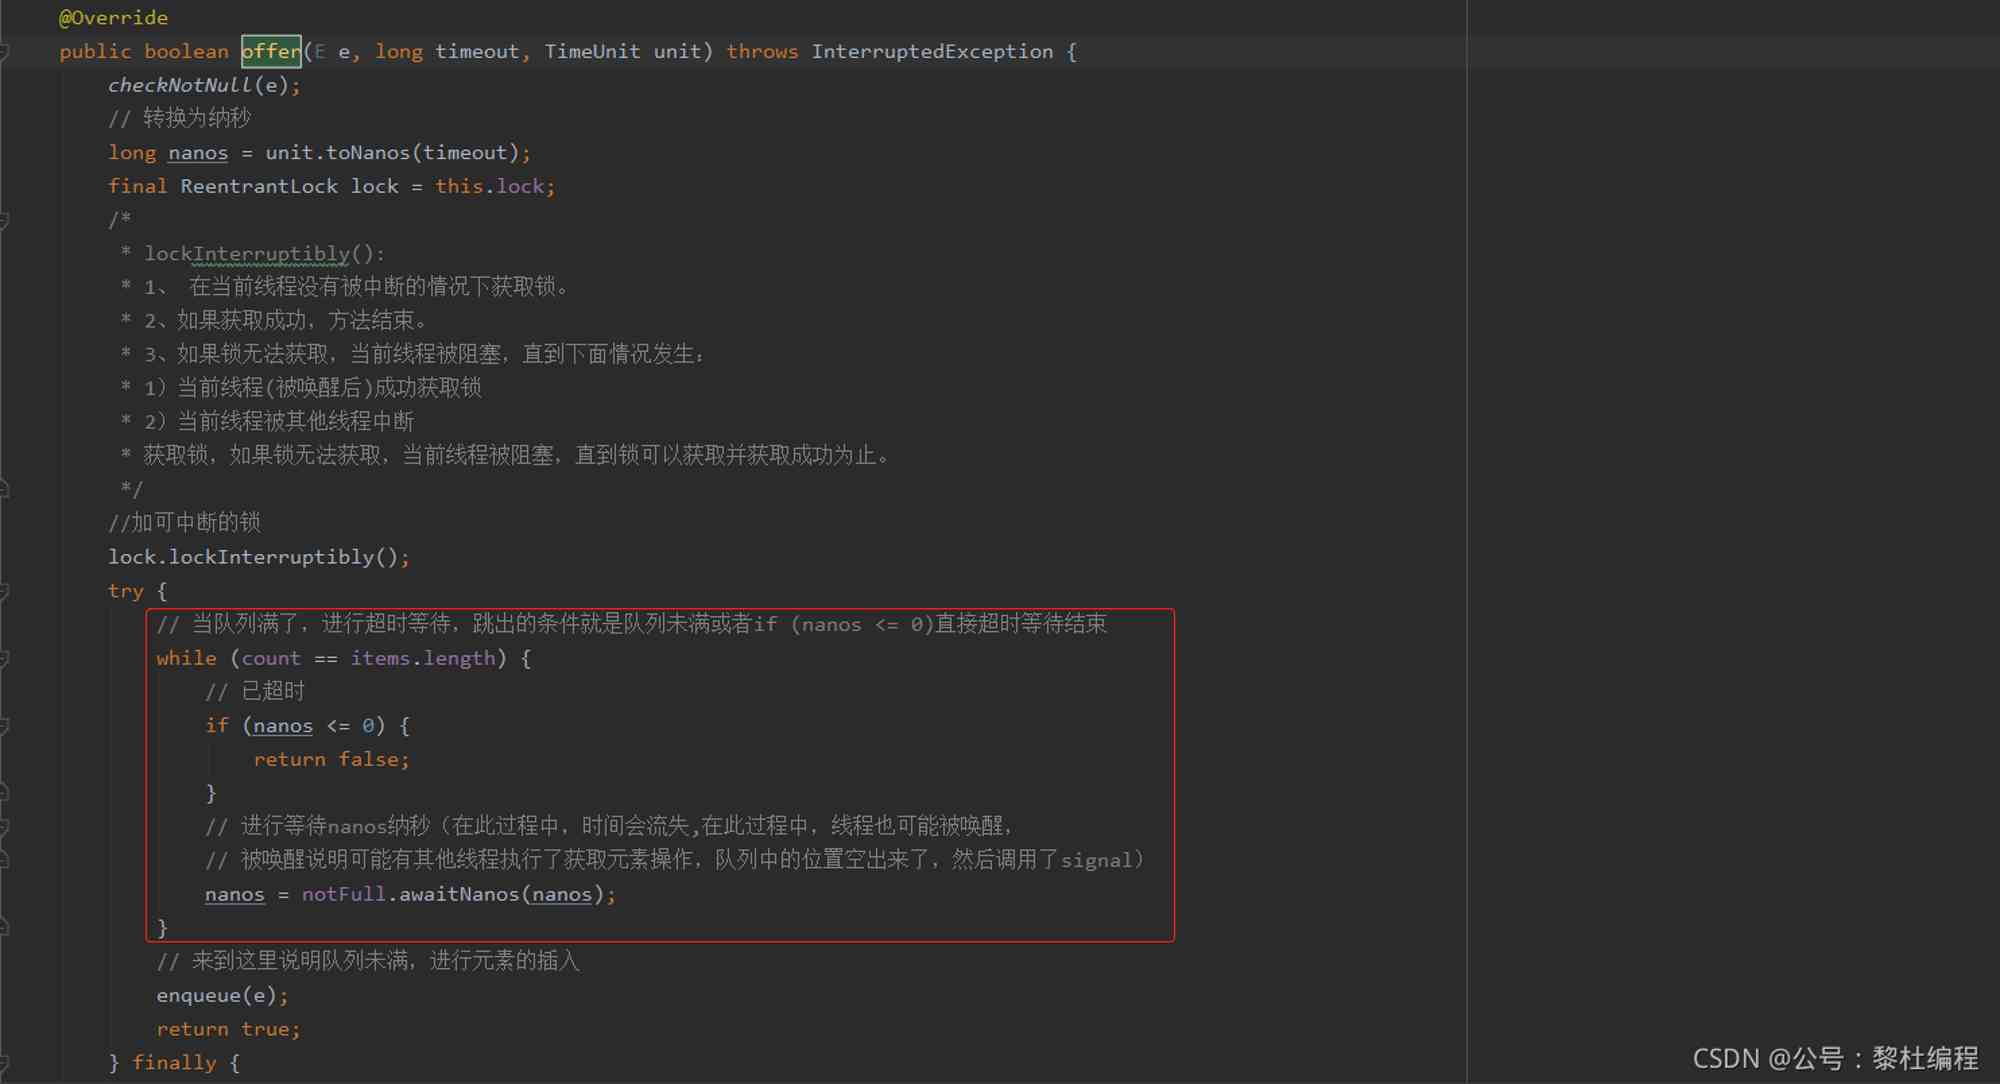 @Override
public boolean offer(E e, long timeout, TimeUnit unit) throws InterruptedException {
checkNotNull(e);
// 转换为纳秒
long nanos = unit.toNanos(timeout);
final ReentrantLock lock = this.lock;
/*
* lockInterruptibly():
* 1、 在当前线程没有被中断的情况下获取锁。
* 2、如果获取成功，方法结束。
* 3、如果锁无法获取，当前线程被阻塞，直到下面情况发生：
* 1）当前线程(被唤醒后)成功获取锁
* 2）当前线程被其他线程中断
* 获取锁，如果锁无法获取，当前线程被阻塞，直到锁可以获取并获取成功为止。
*/
//加可中断的锁
lock.lockInterruptibly();
try {
// 当队列满了，进行超时等待，跳出的条件就是队列未满或者if (nanos <= 0)直接超时等待结束
while (count == items.length) {
// 已超时
if (nanos <= 0) {
return false;
}
// 进行等待nanos纳秒（在此过程中，时间会流失,在此过程中，线程也可能被唤醒，
// 被唤醒说明可能有其他线程执行了获取元素操作，队列中的位置空出来了，然后调用了signal）
nanos = notFull.awaitNanos(nanos);
}
// 来到这里说明队列未满，进行元素的插入
enqueue(e);
return true;
} finally {
CSDN @公号：黎杜编程